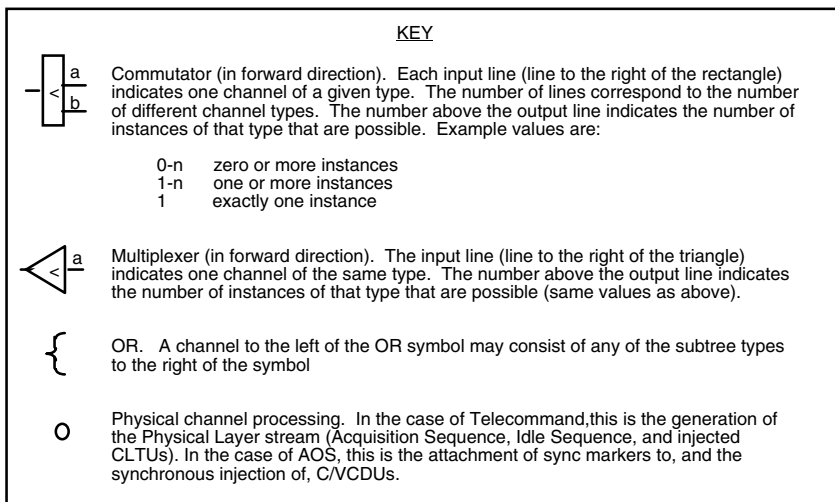 KEY
a
<
b
Commutator (in forward direction). Each input line (line to the right of the rectangle)
indicates one channel of a given type. The number of lines correspond to the number
of different channel types. The number above the output line indicates the number of
instances of that type that are possible. Example values are:
0-n zero or more instances
1-n one or more instances
1 exactly one instance
a
<
Multiplexer (in forward direction). The input line (line to the right of the triangle)
indicates one channel of the same type. The number above the output line indicates
the number of instances of that type that are possible (same values as above).
{
OR. A channel to the left of the OR symbol may consist of any of the subtree types
to the right of the symbol
Physical channel processing. In the case of Telecommand,this is the generation of
the Physical Layer stream (Acquisition Sequence, Idle Sequence, and injected
CLTUs). In the case of AOS, this is the attachment of sync markers to, and the
synchronous injection of, C/VCDUs.